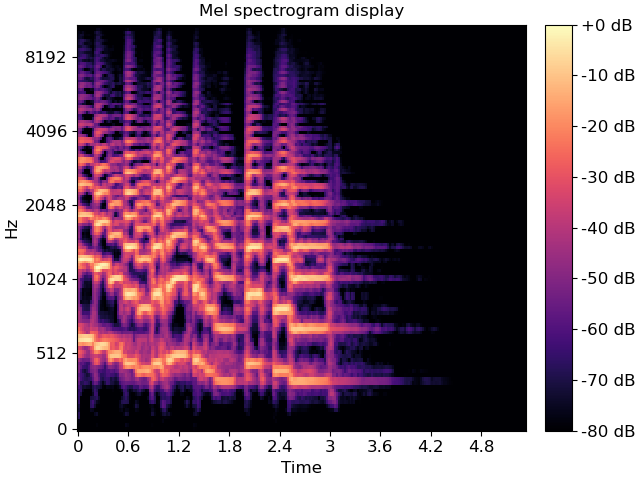 Mel spectrogram display
8192
4096
2048
1024
512
0
Hz
0 0.6 1.2 1.8 2.4 3 3.6 4.2 4.8
Time
+0 dB
-10 dB
-20 dB
-30 dB
-40 dB
-50 dB
-60 dB
-70 dB
-80 dB